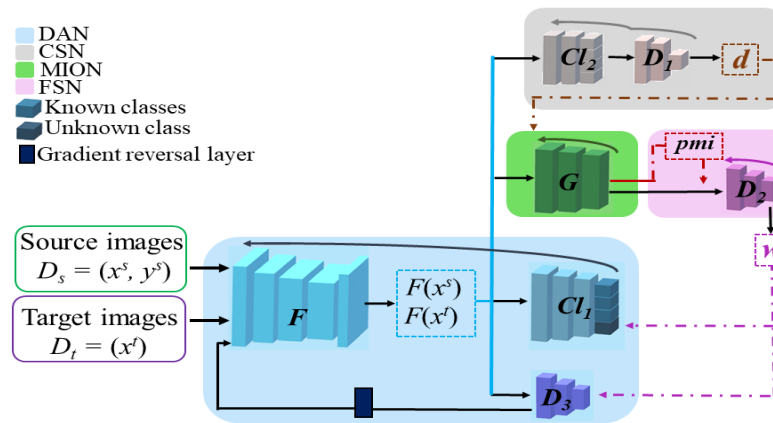 DAN
CSN
MION
FSN
Known classes
Unknown class
Gradient reversal layer
Cl₂
D₁
d
G
pmi
D₂
Source images
Dₛ = (xˢ, yˢ)
Target images
Dₜ = (xᵗ)
F
F(xˢ)
F(xᵗ)
Cl₁
D₃